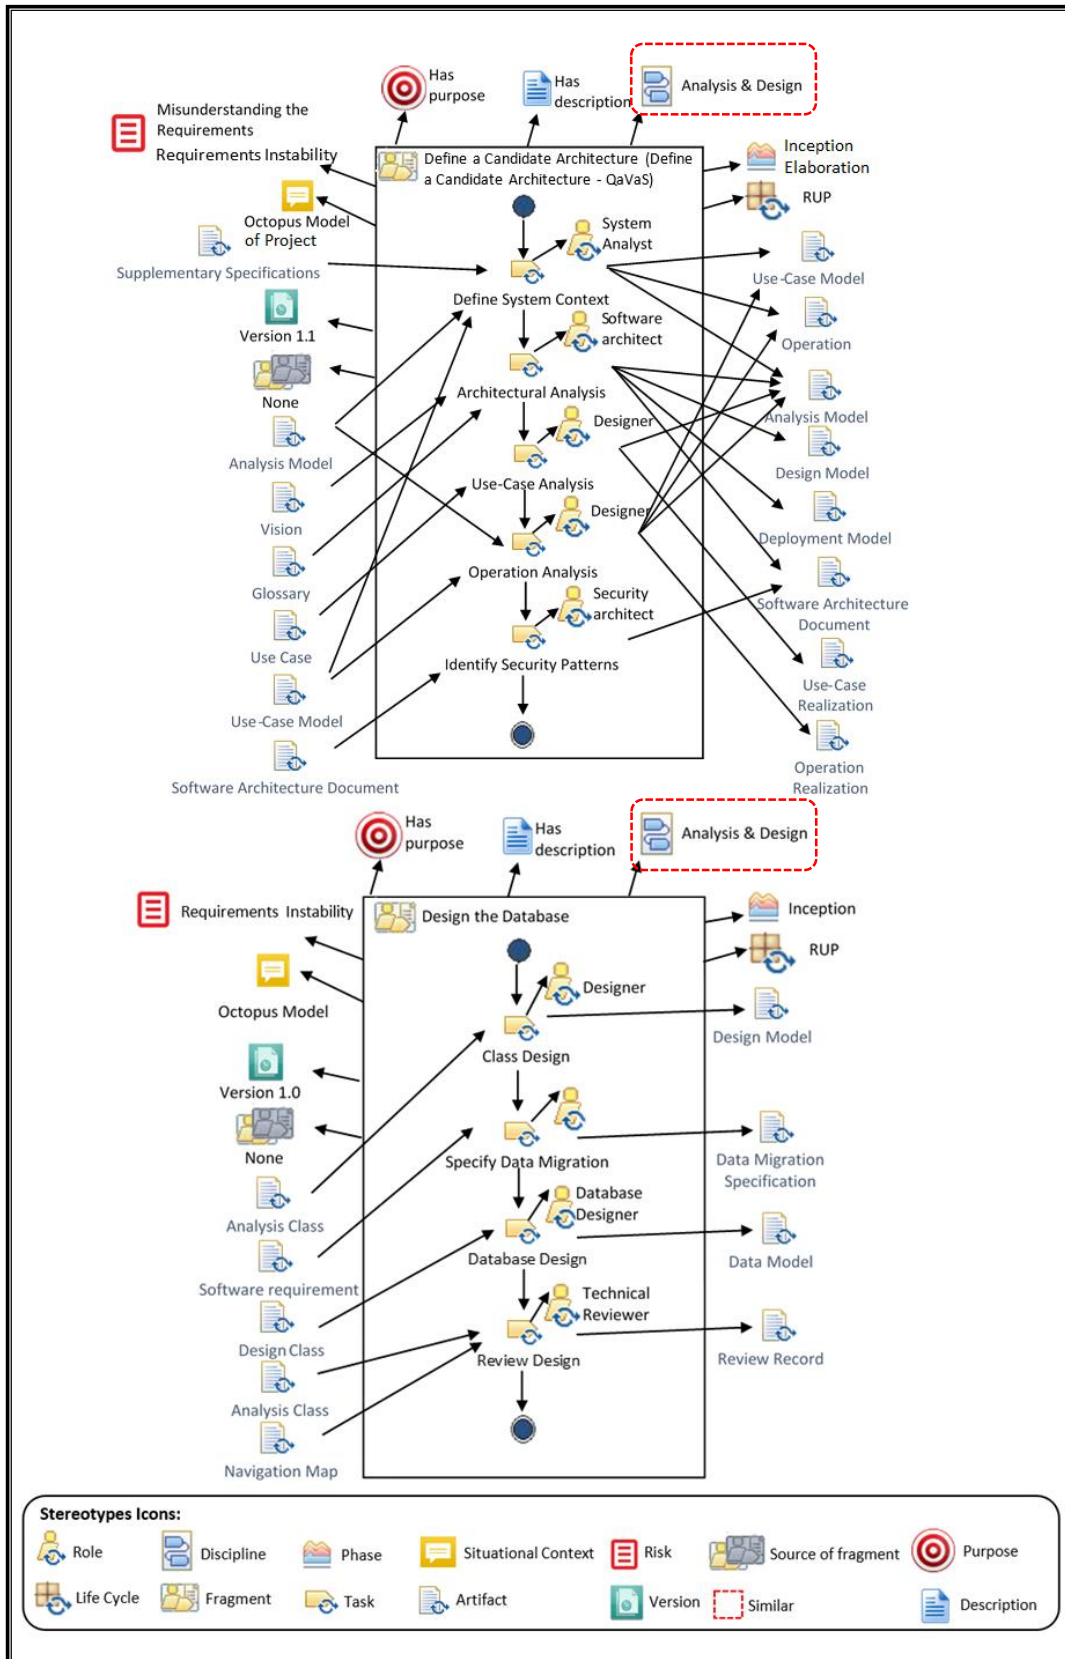 Has
purpose
Has
description
Analysis & Design
Misunderstanding the
Requirements
Requirements Instability
Define a Candidate Architecture (Define
a Candidate Architecture - QaVaS)
Inception
Elaboration
RUP
Octopus Model
of Project
System
Analyst
Supplementary Specifications
Use-Case Model
Define System Context
Version 1.1
Software
architect
Operation
None
Architectural Analysis
Analysis Model
Designer
Analysis Model
Design Model
Use-Case Analysis
Vision
Designer
Deployment Model
Operation Analysis
Glossary
Security
architect
Software Architecture
Document
Use Case
Identify Security Patterns
Use-Case
Realization
Use-Case Model
Operation
Realization
Software Architecture Document
Has
purpose
Has
description
Analysis & Design
Requirements Instability
Design the Database
Inception
RUP
Octopus Model
Designer
Design Model
Class Design
Version 1.0
None
Specify Data Migration
Data Migration
Specification
Analysis Class
Database
Designer
Database Design
Data Model
Software requirement
Technical
Reviewer
Design Class
Review Design
Review Record
Analysis Class
Navigation Map
Stereotypes Icons:
Role
Discipline
Phase
Situational Context
Risk
Source of fragment
Purpose
Life Cycle
Fragment
Task
Artifact
Version
Similar
Description